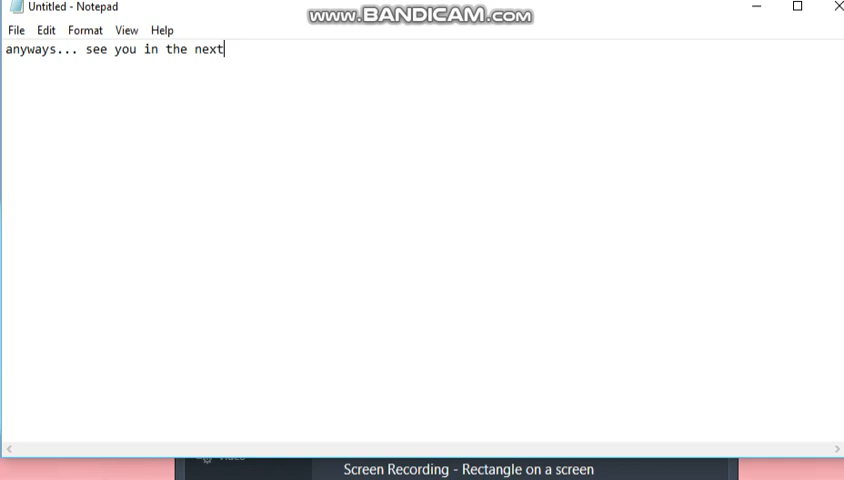 Untitled - Notepad
www.BANDICAM.com
File Edit Format View Help
anyways... see you in the next
Screen Recording - Rectangle on a screen